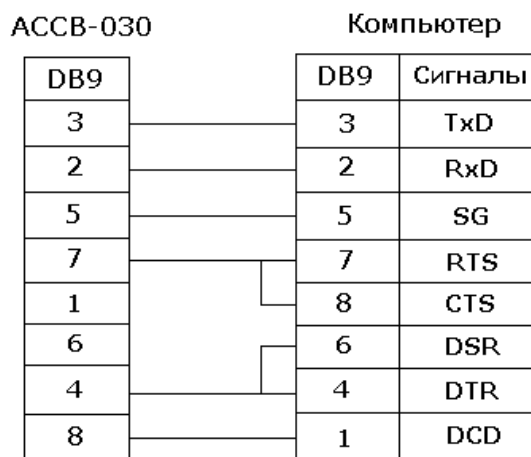 АССВ-030 Компьютер
DB9 DB9 Сигналы
3 3 TxD
2 2 RxD
5 5 SG
7 7 RTS
1 8 CTS
6 6 DSR
4 4 DTR
8 1 DCD